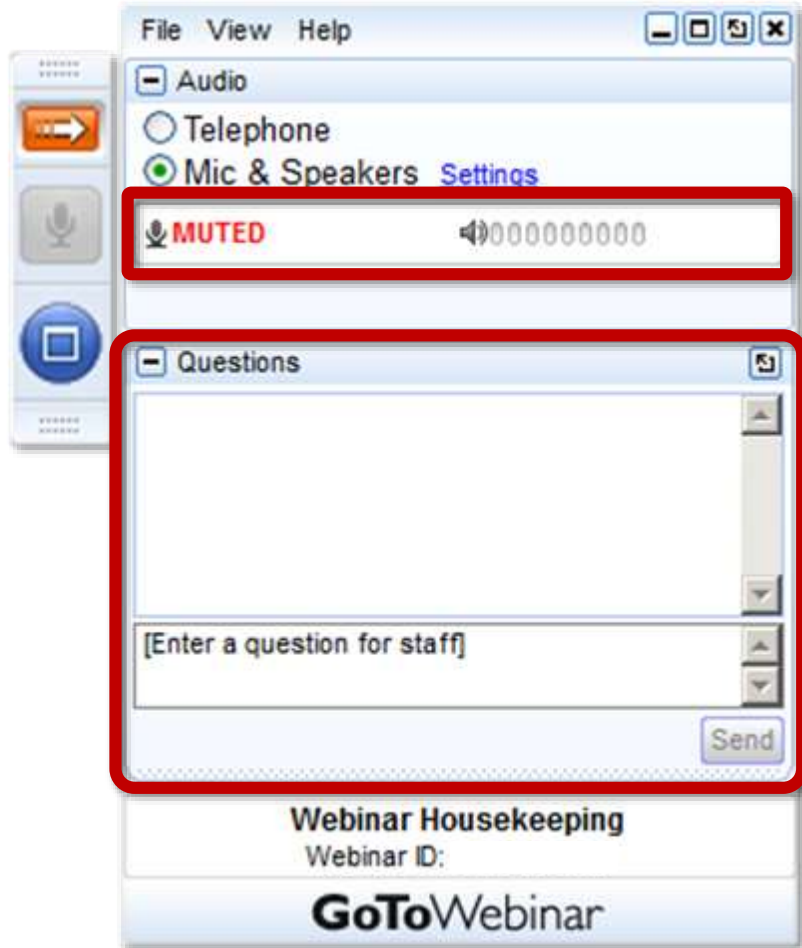 File View Help
Audio
Telephone
Mic & Speakers Settings
MUTED 000000000
Questions
[Enter a question for staff]
Send
Webinar Housekeeping
Webinar ID:
GoToWebinar